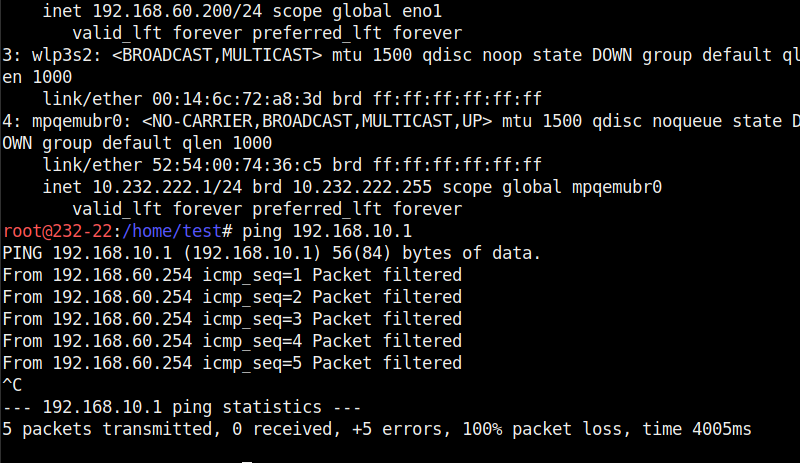 inet 192.168.60.200/24 scope global eno1
valid_lft forever preferred_lft forever
3: wlp3s2: <BROADCAST,MULTICAST> mtu 1500 qdisc noop state DOWN group default ql
en 1000
link/ether 00:14:6c:72:a8:3d brd ff:ff:ff:ff:ff:ff
4: mpqemubr0: <NO-CARRIER,BROADCAST,MULTICAST,UP> mtu 1500 qdisc noqueue state D
OWN group default qlen 1000
link/ether 52:54:00:74:36:c5 brd ff:ff:ff:ff:ff:ff
inet 10.232.222.1/24 brd 10.232.222.255 scope global mpqemubr0
valid_lft forever preferred_lft forever
root@232-22:/home/test# ping 192.168.10.1
PING 192.168.10.1 (192.168.10.1) 56(84) bytes of data.
From 192.168.60.254 icmp_seq=1 Packet filtered
From 192.168.60.254 icmp_seq=2 Packet filtered
From 192.168.60.254 icmp_seq=3 Packet filtered
From 192.168.60.254 icmp_seq=4 Packet filtered
From 192.168.60.254 icmp_seq=5 Packet filtered
^C
--- 192.168.10.1 ping statistics ---
5 packets transmitted, 0 received, +5 errors, 100% packet loss, time 4005ms